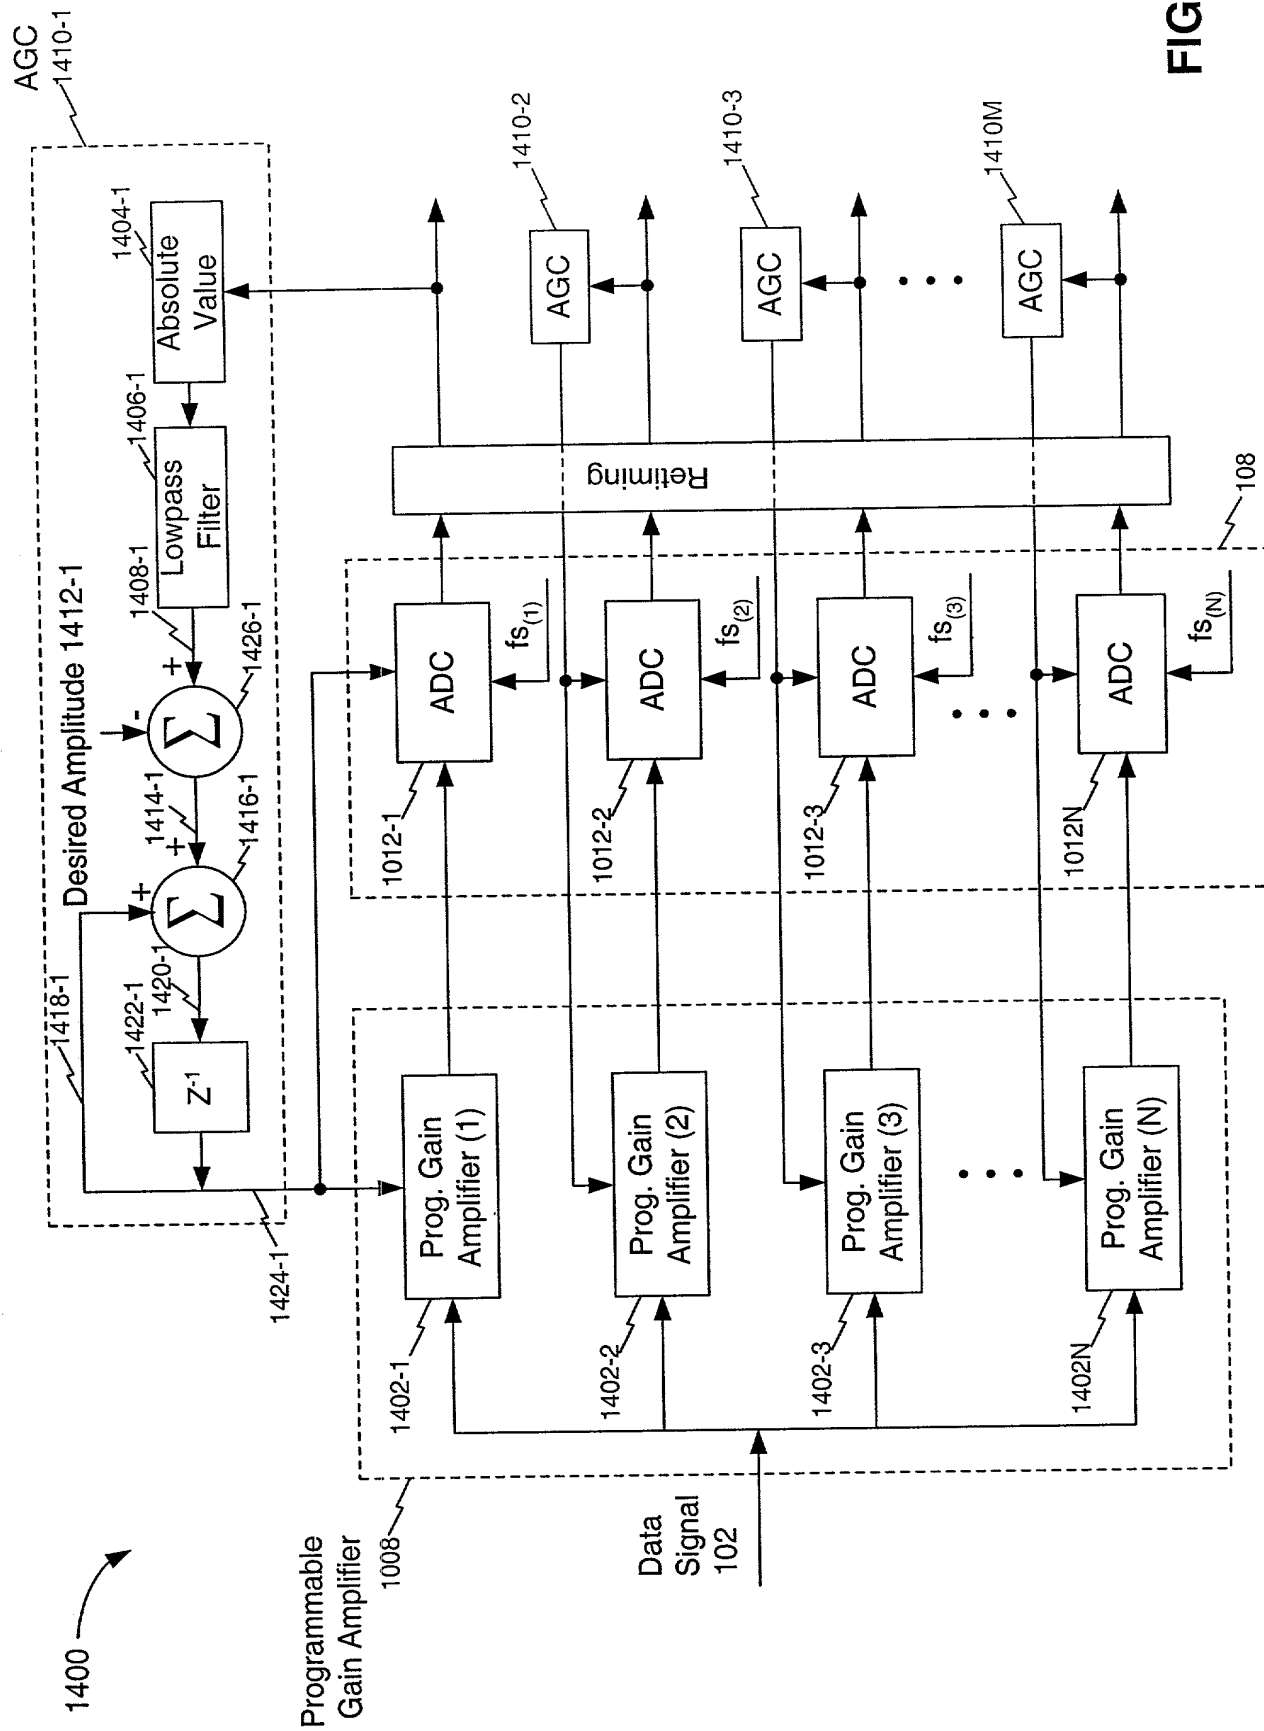 1400
AGC
1410-1
Desired Amplitude 1412-1
1418-1
1422-1
Z-1
1420-1
Σ
+
1416-1
1414-1
+
-
Σ
1426-1
+
1408-1
Lowpass
Filter
1406-1
Absolute
Value
1404-1
1424-1
Programmable
Gain Amplifier
1008
Data
Signal
102
1402-1
Prog. Gain
Amplifier (1)
1012-1
ADC
fs(1)
Retiming
1410-2
AGC
1402-2
Prog. Gain
Amplifier (2)
1012-2
ADC
fs(2)
1410-3
AGC
1402-3
Prog. Gain
Amplifier (3)
1012-3
ADC
fs(3)
1410M
AGC
1402N
Prog. Gain
Amplifier (N)
1012N
ADC
fs(N)
108
FIG